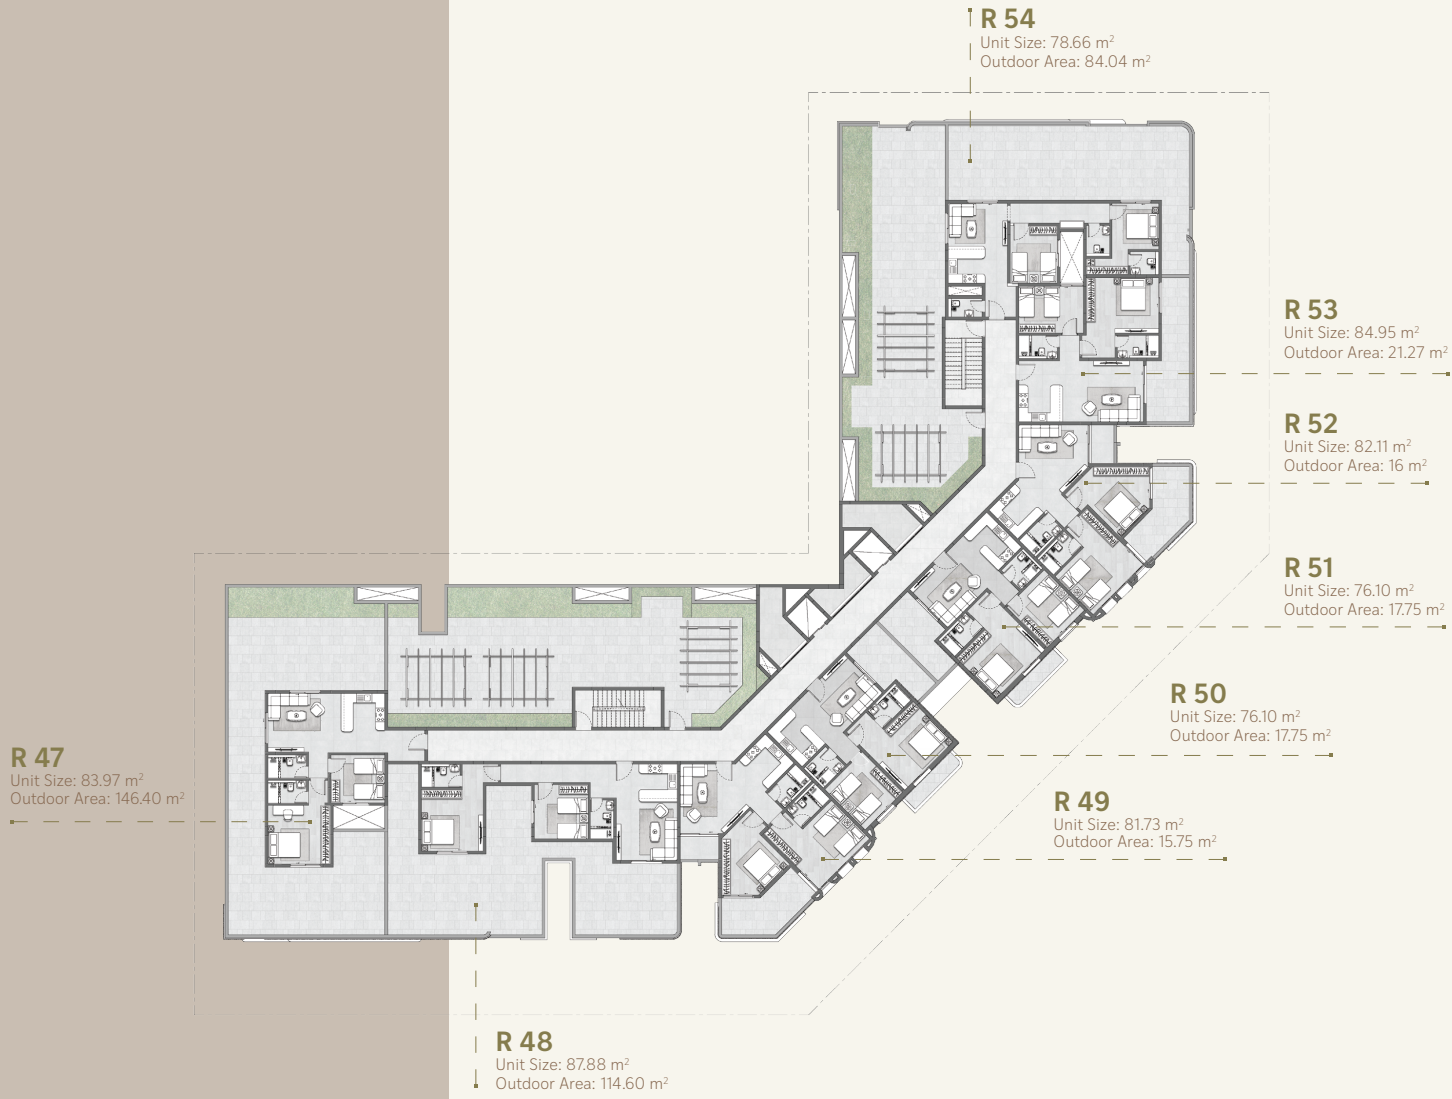 R 54
Unit Size: 78.66 m²
Outdoor Area: 84.04 m²
R 53
Unit Size: 84.95 m²
Outdoor Area: 21.27 m²
R 52
Unit Size: 82.11 m²
Outdoor Area: 16 m²
R 51
Unit Size: 76.10 m²
Outdoor Area: 17.75 m²
R 50
Unit Size: 76.10 m²
Outdoor Area: 17.75 m²
R 47
Unit Size: 83.97 m²
Outdoor Area: 146.40 m²
R 49
Unit Size: 81.73 m²
Outdoor Area: 15.75 m²
R 48
Unit Size: 87.88 m²
Outdoor Area: 114.60 m²